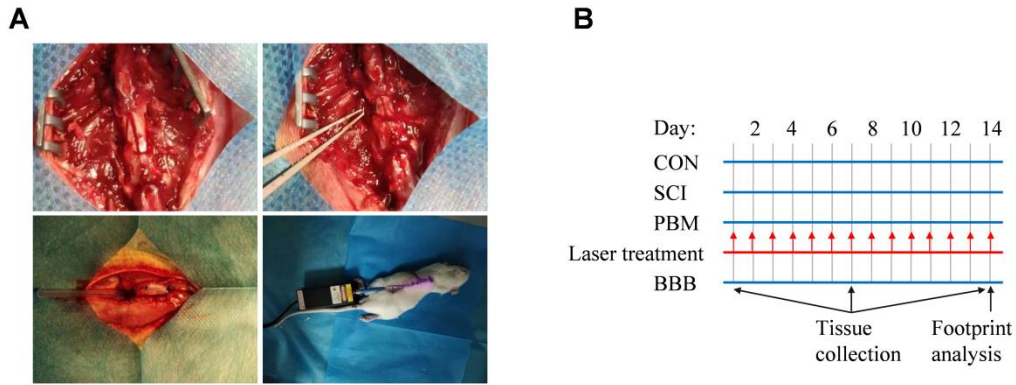 A
B
Day: 2 4 6 8 10 12 14
CON
SCI
PBM
Laser treatment
BBB
Tissue
collection
Footprint
analysis